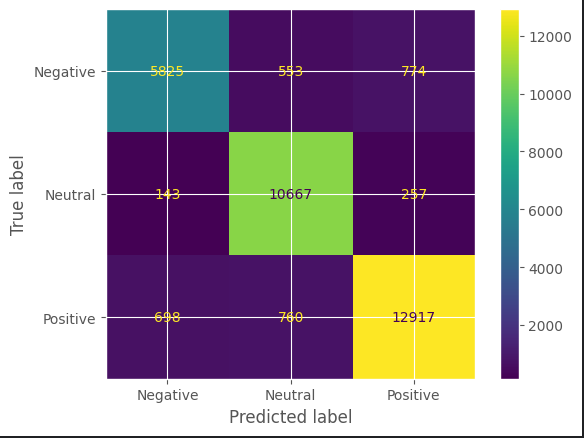 Negative 5825 553 774
Neutral 143 10667 257
Positive 698 760 12917
Negative Neutral Positive
Predicted label
True label
12000
10000
8000
6000
4000
2000